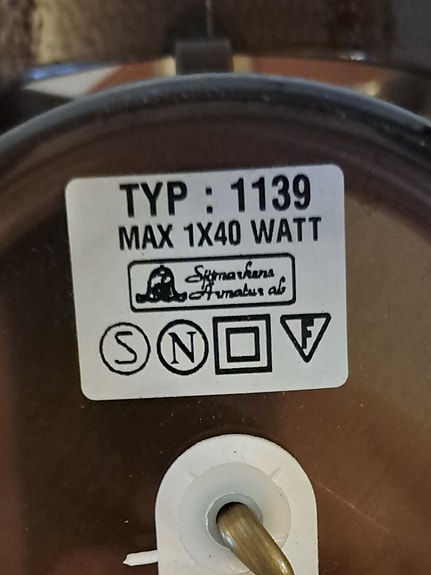 TYP : 1139
MAX 1X40 WATT
Sjömarkens
Armatur ab
S N F